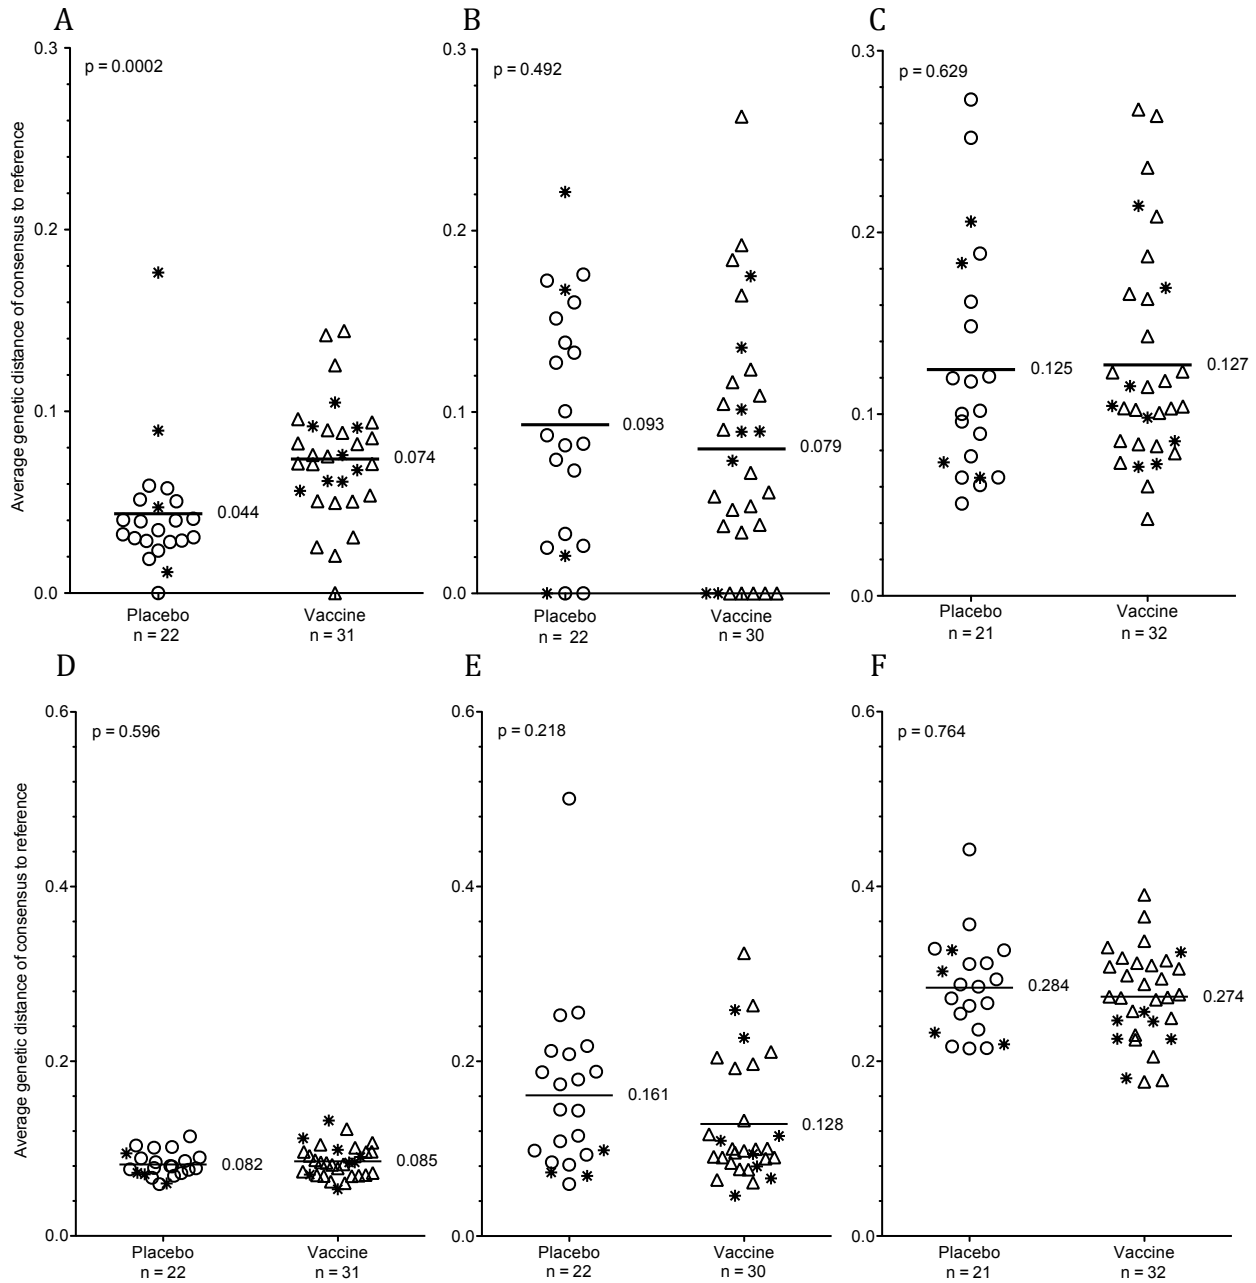 A
B
C
Average genetic distance of consensus to reference
0.3
0.2
0.1
0.0
p = 0.0002
0.044
0.074
Placebo
n = 22
Vaccine
n = 31
0.3
0.2
0.1
0.0
p = 0.492
0.093
0.079
Placebo
n = 22
Vaccine
n = 30
0.3
0.2
0.1
0.0
p = 0.629
0.125
0.127
Placebo
n = 21
Vaccine
n = 32
D
E
F
Average genetic distance of consensus to reference
0.6
0.4
0.2
0.0
p = 0.596
0.082
0.085
Placebo
n = 22
Vaccine
n = 31
0.6
0.4
0.2
0.0
p = 0.218
0.161
0.128
Placebo
n = 22
Vaccine
n = 30
0.6
0.4
0.2
0.0
p = 0.764
0.284
0.274
Placebo
n = 21
Vaccine
n = 32